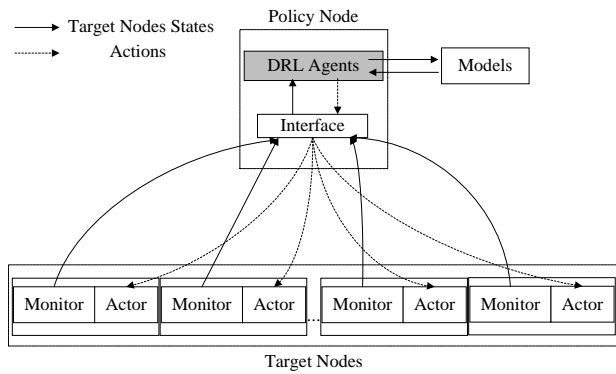 Policy Node
Target Nodes States
Actions
DRL Agents
Models
Interface
Monitor Actor Monitor Actor ... Monitor Actor Monitor Actor
Target Nodes